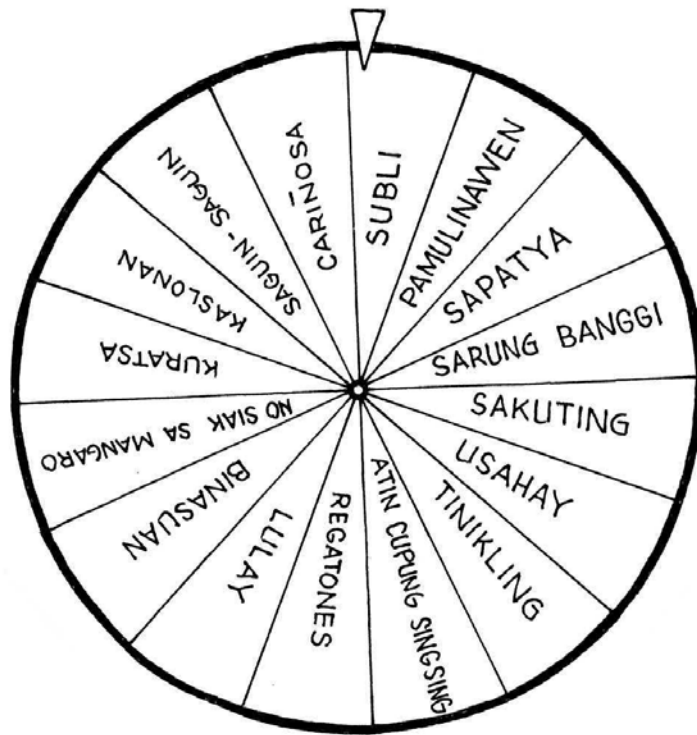 SUBLI
PAMULINAWEN
SAPATYA
SARUNG BANGGI
SAKUTING
USAHAY
TINIKLING
ATIN CUPUNG SINGSING
REGATONES
LULAY
BINASUAN
NO SIAK SA MANGARO
KURATSA
KASLONAN
SAGUIN-SAGUIN
CARIÑOSA